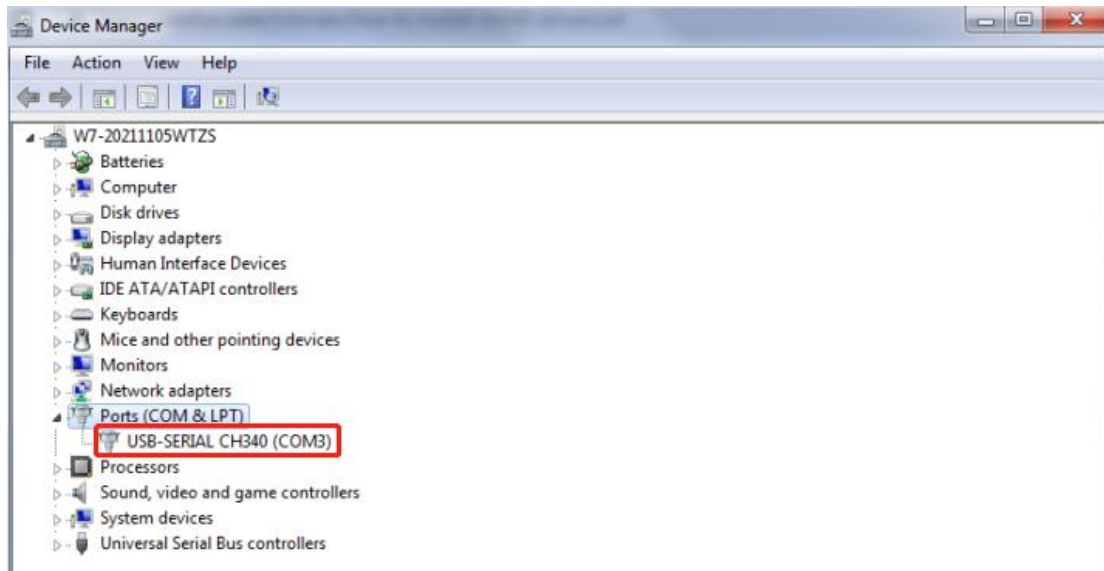 Device Manager
File Action View Help
W7-20211105WTZS
Batteries
Computer
Disk drives
Display adapters
Human Interface Devices
IDE ATA/ATAPI controllers
Keyboards
Mice and other pointing devices
Monitors
Network adapters
Ports (COM & LPT)
USB-SERIAL CH340 (COM3)
Processors
Sound, video and game controllers
System devices
Universal Serial Bus controllers